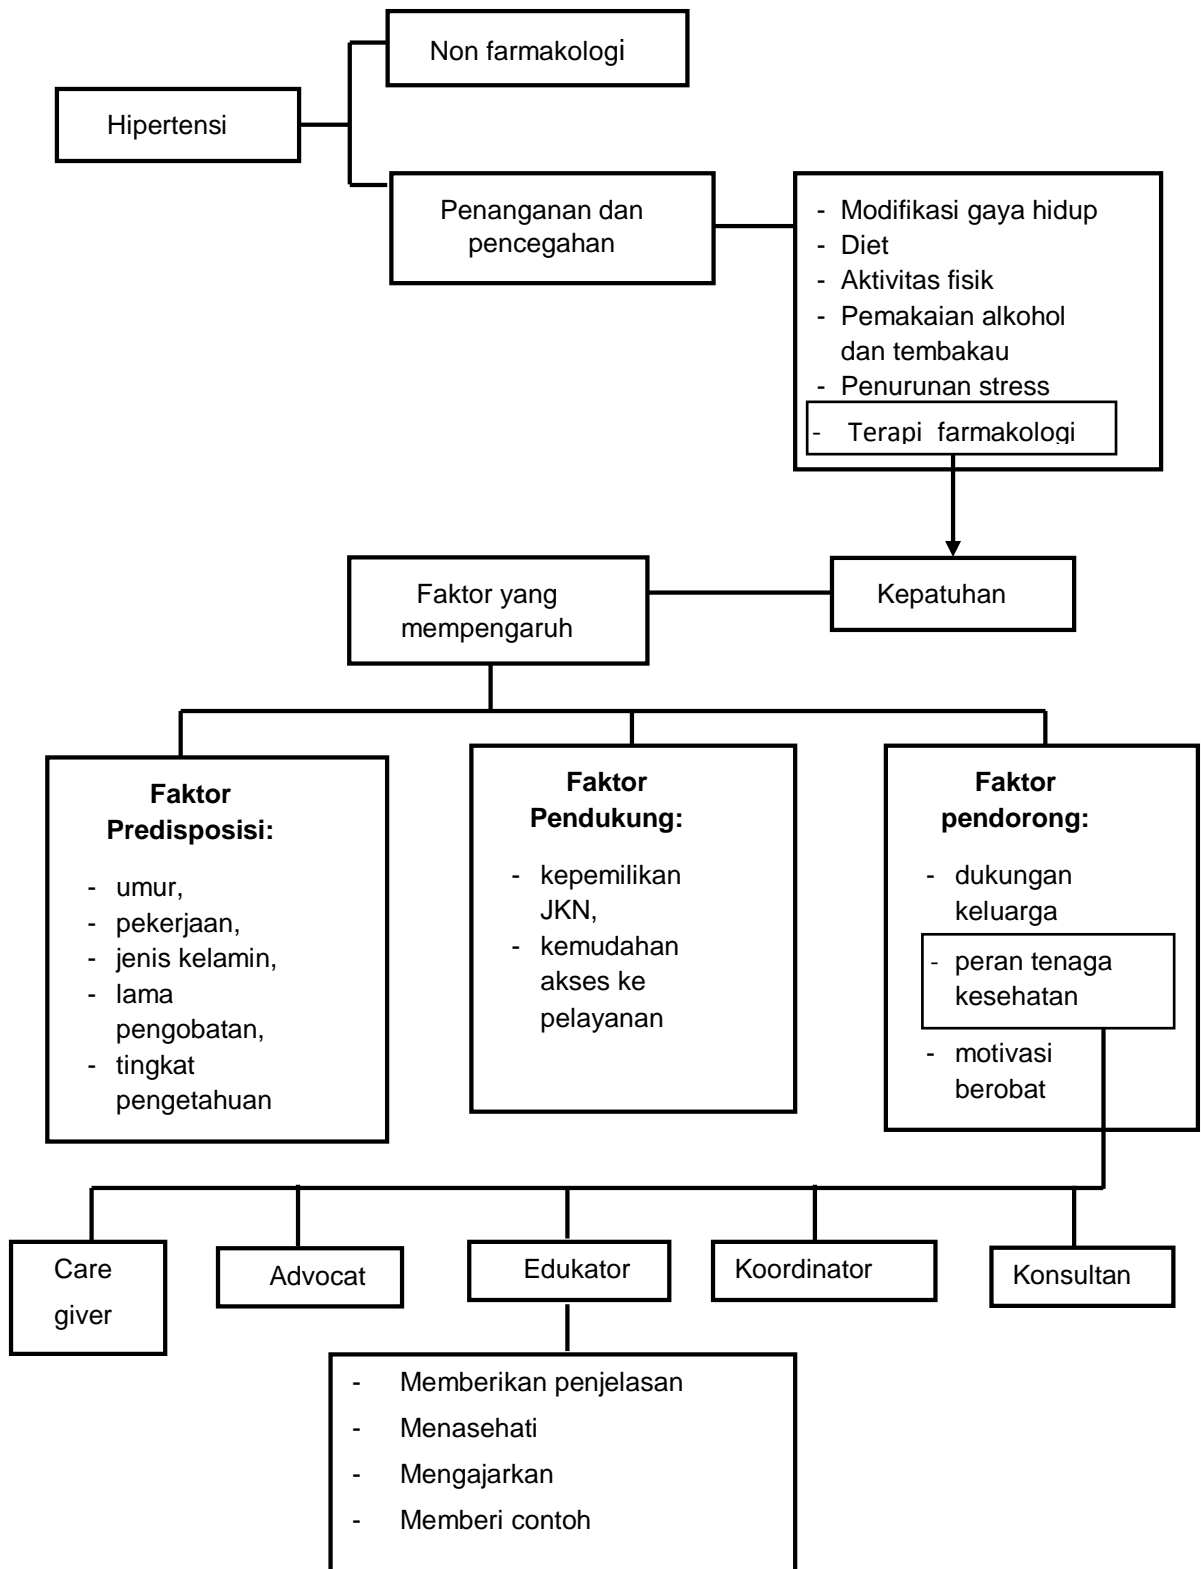 Non farmakologi
Hipertensi
Penanganan dan
pencegahan
- Modifikasi gaya hidup
- Diet
- Aktivitas fisik
- Pemakaian alkohol
dan tembakau
- Penurunan stress
- Terapi farmakologi
Faktor yang
mempengaruh
Kepatuhan
Faktor
Predisposisi:
- umur,
- pekerjaan,
- jenis kelamin,
- lama
pengobatan,
- tingkat
pengetahuan
Faktor
Pendukung:
- kepemilikan
JKN,
- kemudahan
akses ke
pelayanan
Faktor
pendorong:
- dukungan
keluarga
- peran tenaga
kesehatan
- motivasi
berobat
Care
giver
Advocat
Edukator
Koordinator
Konsultan
- Memberikan penjelasan
- Menasehati
- Mengajarkan
- Memberi contoh